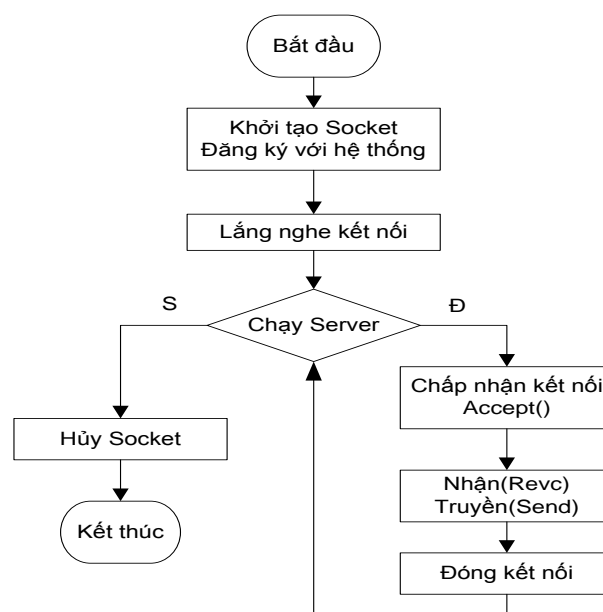 Bắt đầu
Khởi tạo Socket
Đăng ký với hệ thống
Lắng nghe kết nối
S
Đ
Chạy Server
Chấp nhận kết nối
Accept()
Hủy Socket
Nhận(Revc)
Truyền(Send)
Kết thúc
Đóng kết nối